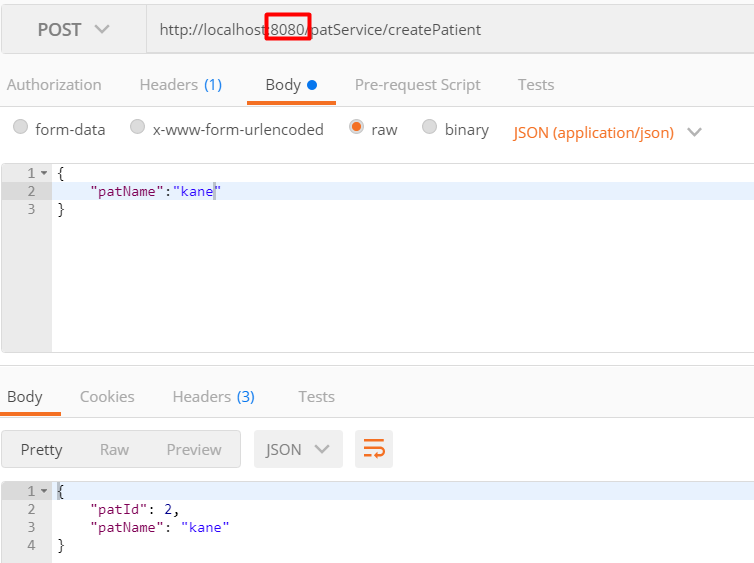 POST http://localhost:8080/patService/createPatient
Authorization Headers (1) Body Pre-request Script Tests
form-data x-www-form-urlencoded raw binary JSON (application/json)
1 {
2 "patName":"kane"
3 }
Body Cookies Headers (3) Tests
Pretty Raw Preview JSON
1 {
2 "patId": 2,
3 "patName": "kane"
4 }